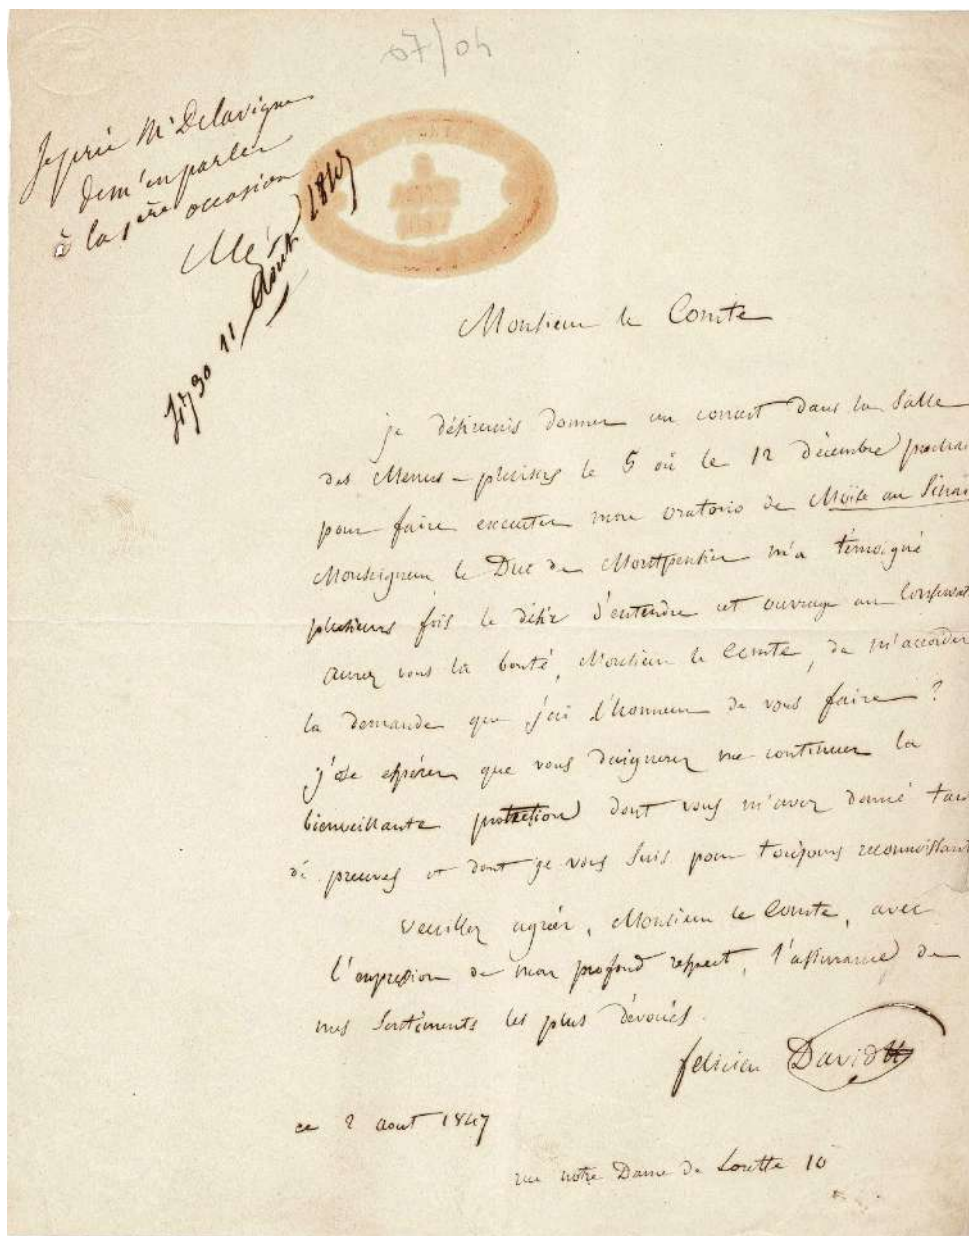 07/04
Je prie Mr Delavigne
de m'en parler
à la 1ère occasion
11 Août 1847
Monsieur le Comte
je désirerais donner un concert dans la Salle
des Menus-plaisirs le 5 où le 12 décembre prochai
pour faire executer mon oratorio de Moïse au Sinaï
Monseigneur le Duc de Montpensier m'a témoigné
plusieurs fois le désir d'entendre cet ouvrage au Conservat
aurez vous la bonté, Monsieur le Comte, de m'accorder
la demande que j'ai l'honneur de vous faire ?
j'ose espérer que vous daignerez me continuer la
bienveillante protection dont vous m'avez donné tan
de preuves et dont je vous suis pour toujours reconnaissant
veuillez agréer, Monsieur le Comte, avec
l'expression de mon profond respect, l'assurance de
mes sentiments les plus dévoués.
felicien David
ce 2 aout 1847
rue notre Dame de Lorette 10